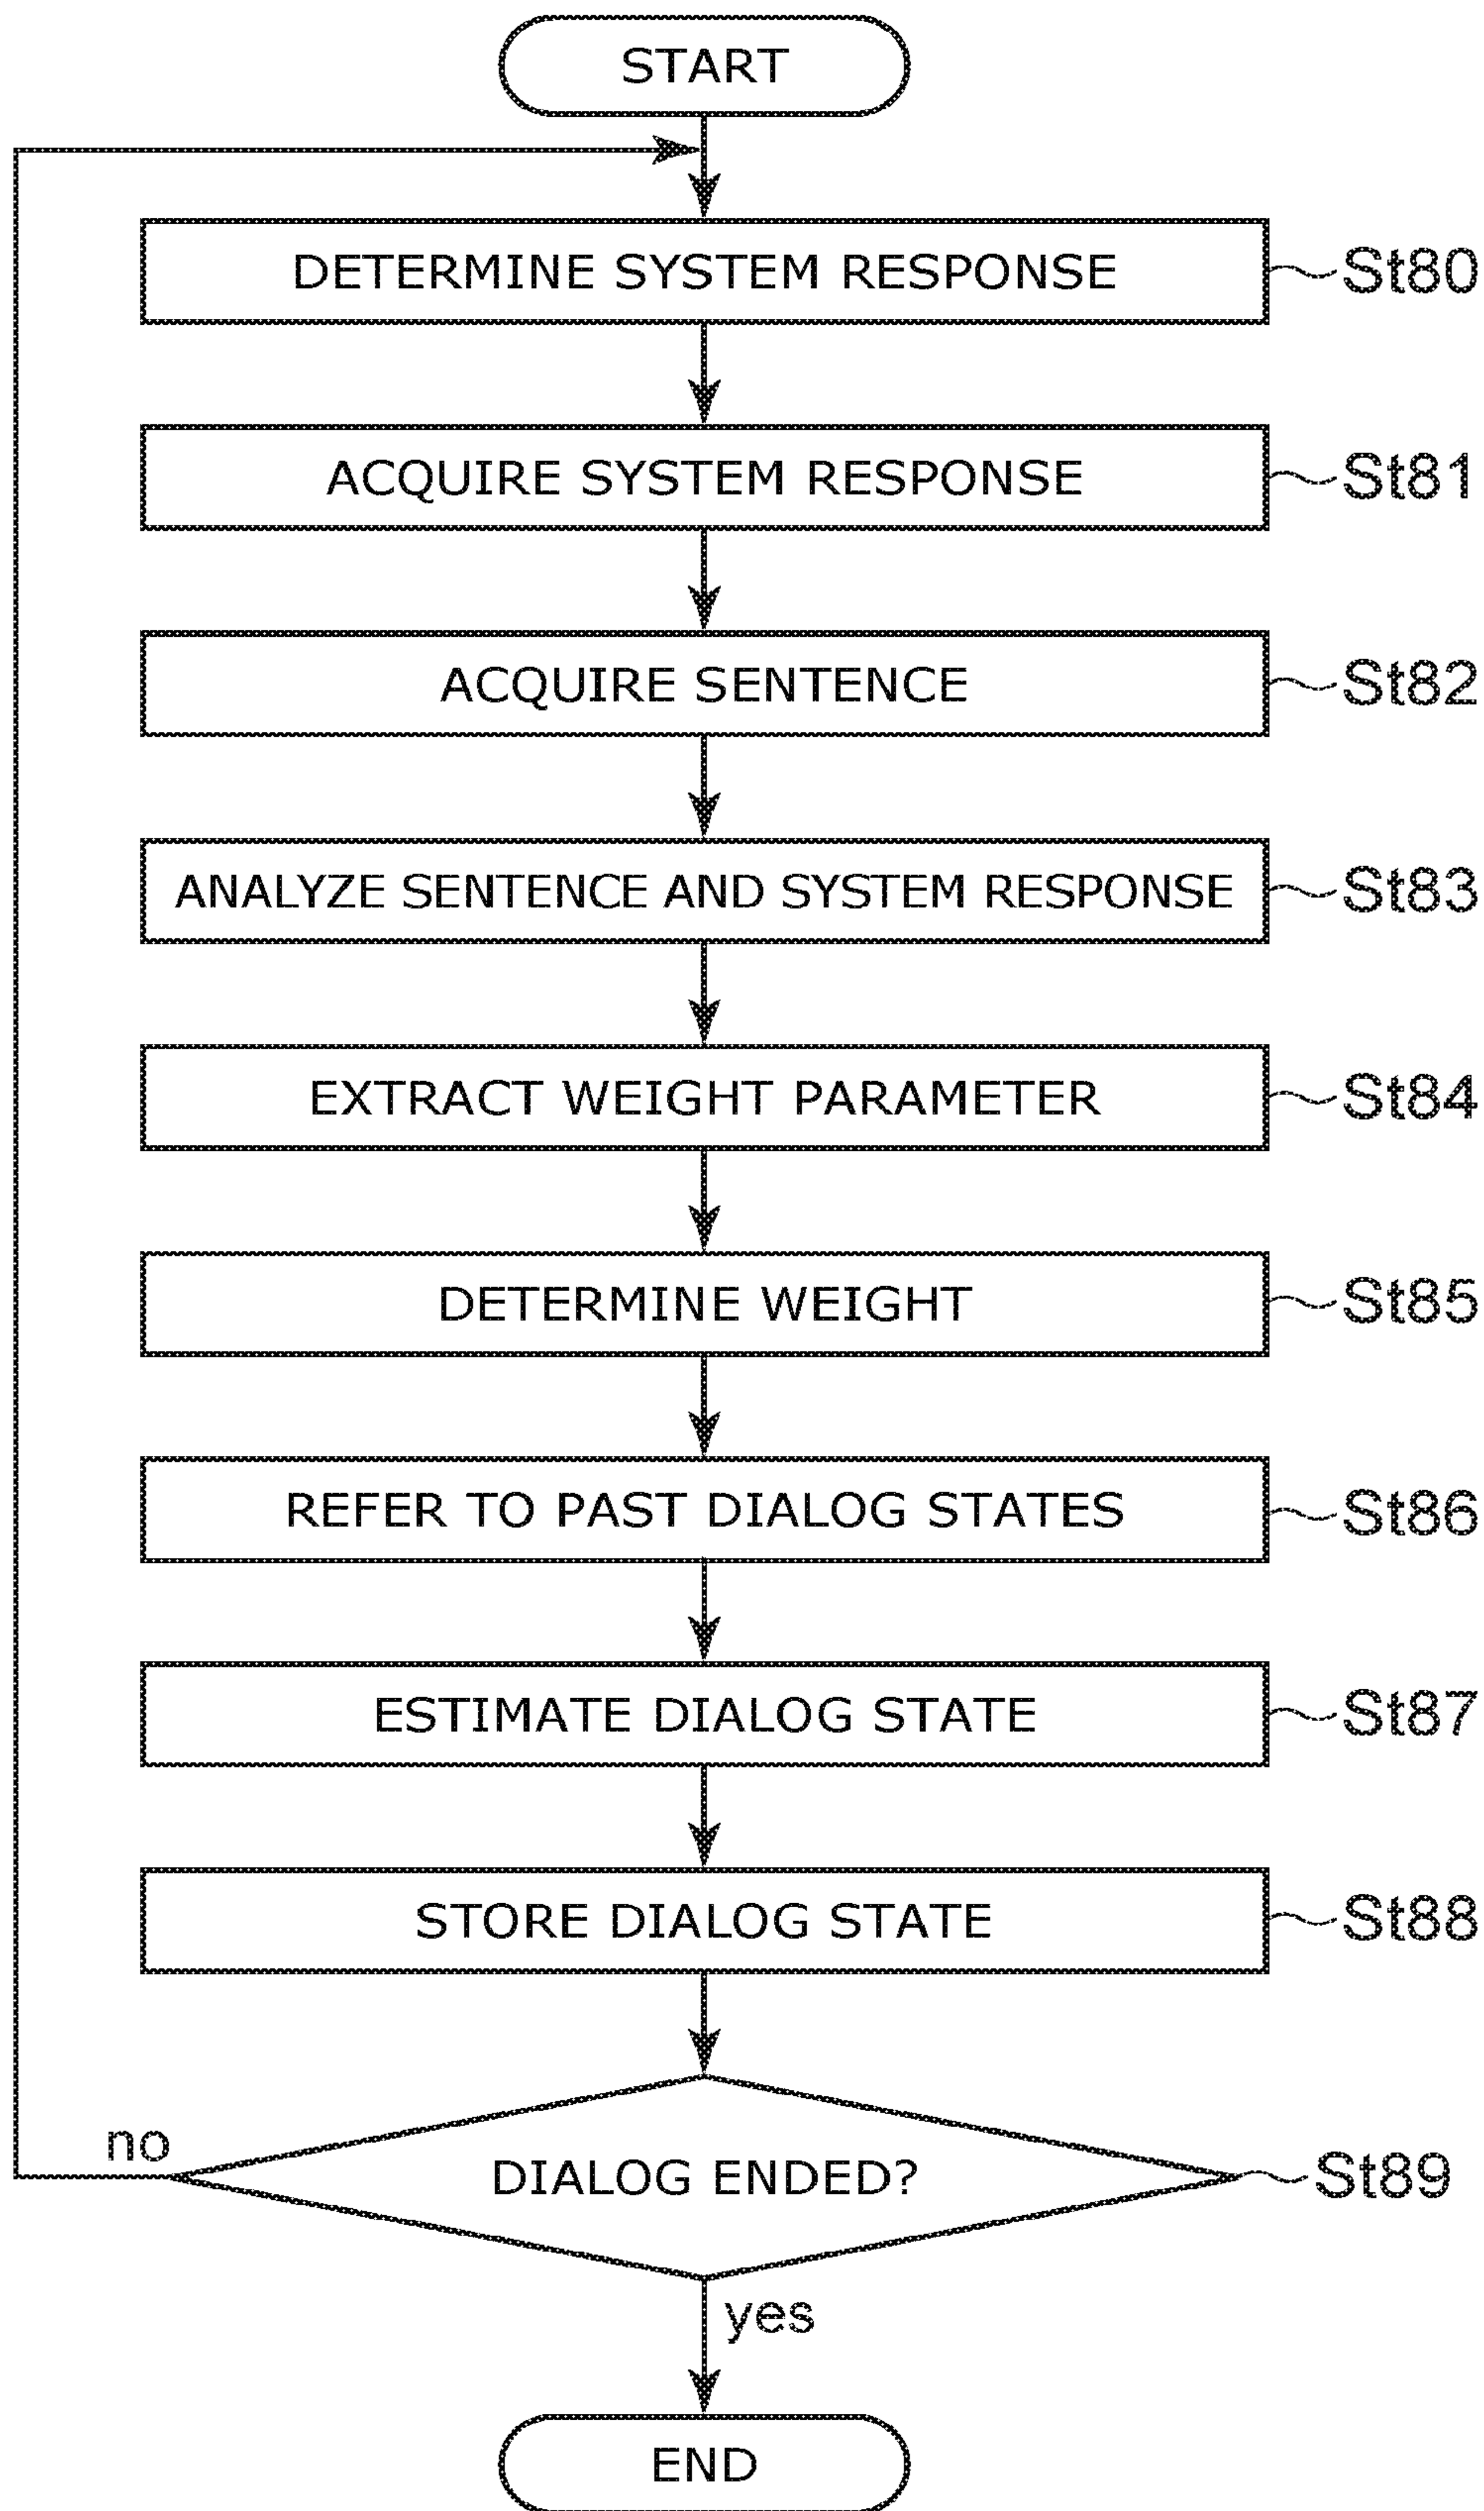 START
DETERMINE SYSTEM RESPONSE St80
ACQUIRE SYSTEM RESPONSE St81
ACQUIRE SENTENCE St82
ANALYZE SENTENCE AND SYSTEM RESPONSE St83
EXTRACT WEIGHT PARAMETER St84
DETERMINE WEIGHT St85
REFER TO PAST DIALOG STATES St86
ESTIMATE DIALOG STATE St87
STORE DIALOG STATE St88
no
DIALOG ENDED? St89
yes
END